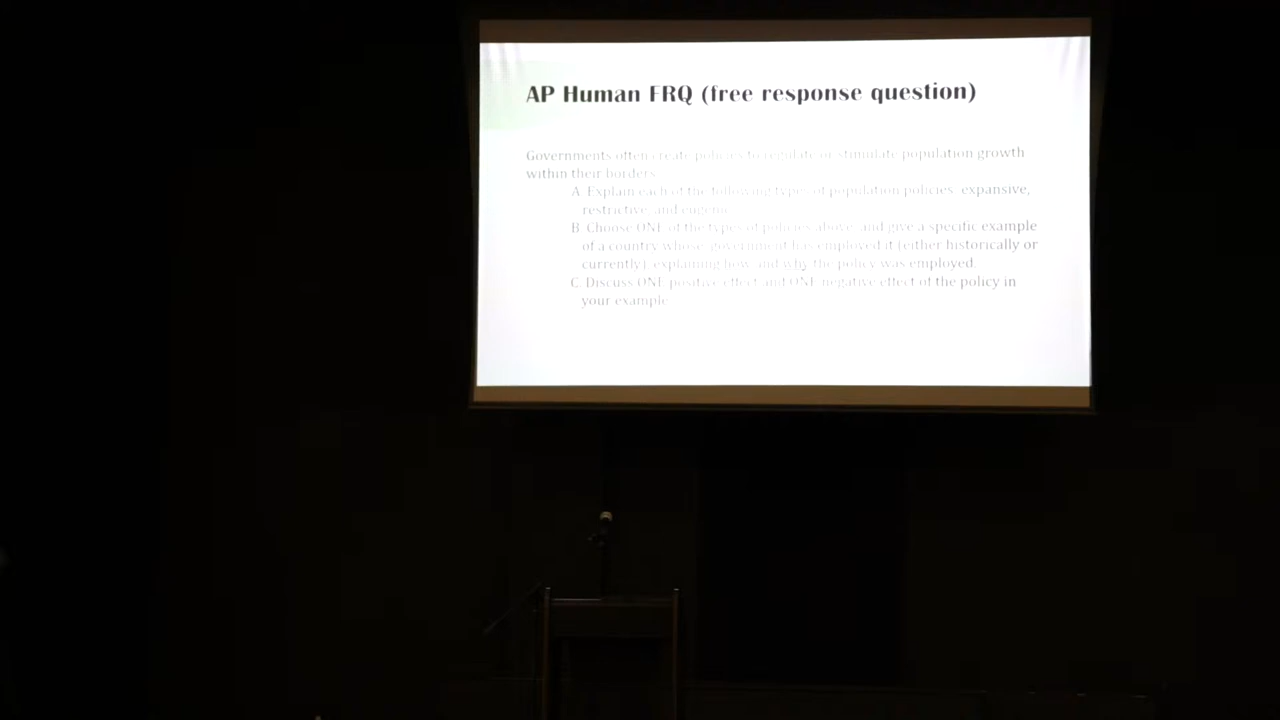 AP Human FRQ (free response question)
Governments often create policies to regulate or stimulate population growth
within their borders.
A. Explain each of the following types of population policies: expansive,
restrictive, and eugenic.
B. Choose ONE of the types of policies above, and give a specific example
of a country whose government has employed it (either historically or
currently), explaining how and why the policy was employed.
C. Discuss ONE positive effect and ONE negative effect of the policy in
your example.